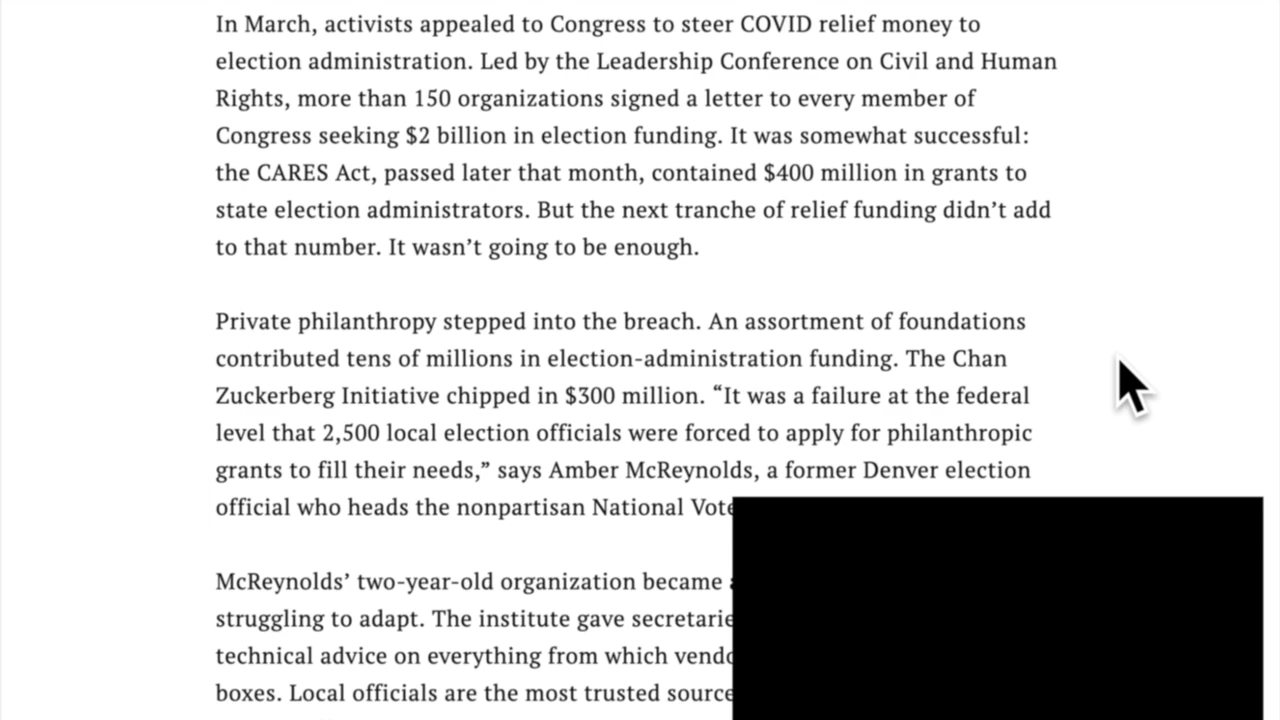 In March, activists appealed to Congress to steer COVID relief money to
election administration. Led by the Leadership Conference on Civil and Human
Rights, more than 150 organizations signed a letter to every member of
Congress seeking $2 billion in election funding. It was somewhat successful:
the CARES Act, passed later that month, contained $400 million in grants to
state election administrators. But the next tranche of relief funding didn’t add
to that number. It wasn’t going to be enough.
Private philanthropy stepped into the breach. An assortment of foundations
contributed tens of millions in election-administration funding. The Chan
Zuckerberg Initiative chipped in $300 million. “It was a failure at the federal
level that 2,500 local election officials were forced to apply for philanthropic
grants to fill their needs,” says Amber McReynolds, a former Denver election
official who heads the nonpartisan National
McReynolds’ two-year-old organization became
struggling to adapt. The institute gave
technical advice on everything from which
boxes. Local officials are the most trusted